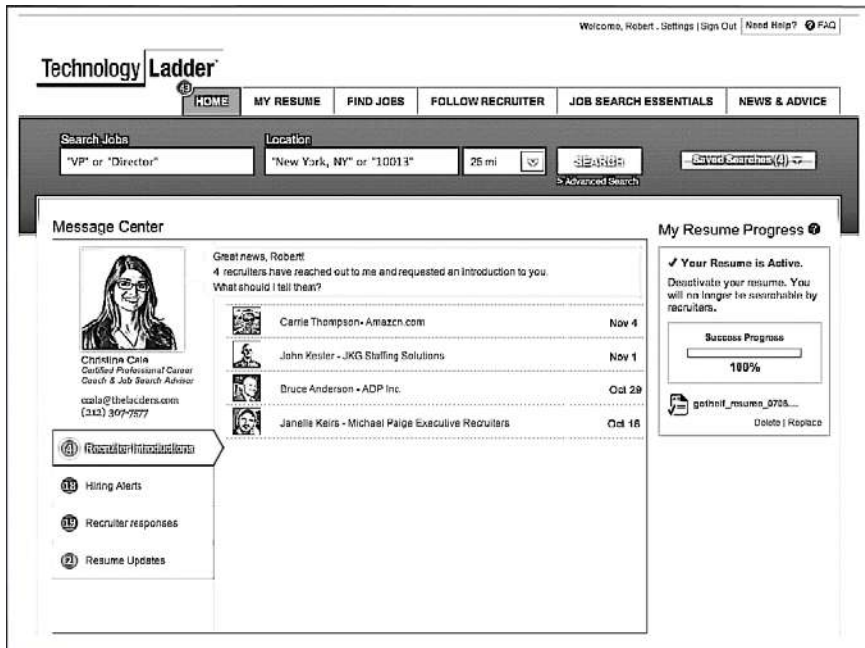 Welcome, Robert . Settings | Sign Out Need Help? FAQ
Technology Ladder
43
HOME MY RESUME FIND JOBS FOLLOW RECRUITER JOB SEARCH ESSENTIALS NEWS & ADVICE
Search Jobs Location
"VP" or "Director" "New York, NY" or "10013" 25 mi SEARCH Saved Searches (4)
> Advanced Search
Message Center
My Resume Progress
Great news, Robert!
4 recruiters have reached out to me and requested an introduction to you.
What should I tell them?
Carrie Thompson- Amazon.com Nov 4
John Kesler - JKG Staffing Solutions Nov 1
Bruce Anderson - ADP Inc. Oct 29
Janelle Keirs - Michael Paige Executive Recruiters Oct 16
Christine Cala
Certified Professional Career
Coach & Job Search Advisor
ccala@theladders.com
(212) 307-7577
4 Recruiter Introductions
18 Hiring Alerts
19 Recruiter responses
2 Resume Updates
✓ Your Resume is Active.
Deactivate your resume. You
will no longer be searchable by
recruiters.
Success Progress
100%
gothelf_resume_0706....
Delete | Replace